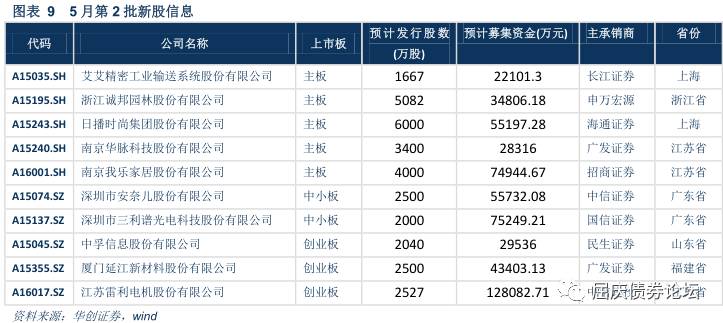 图表 9 5 月第 2 批新股信息
代码 公司名称 上市板 预计发行股数(万股) 预计募集资金(万元) 主承销商 省份
A15035.SH 艾艾精密工业输送系统股份有限公司 主板 1667 22101.3 长江证券 上海
A15195.SH 浙江诚邦园林股份有限公司 主板 5082 34806.18 申万宏源 浙江省
A15243.SH 日播时尚集团股份有限公司 主板 6000 55197.28 海通证券 上海
A15240.SH 南京华脉科技股份有限公司 主板 3400 28316 广发证券 江苏省
A16001.SH 南京我乐家居股份有限公司 主板 4000 74944.67 招商证券 江苏省
A15074.SZ 深圳市安奈儿股份有限公司 中小板 2500 55732.08 中信证券 广东省
A15137.SZ 深圳市三利谱光电科技股份有限公司 中小板 2000 75249.21 国信证券 广东省
A15045.SZ 中孚信息股份有限公司 创业板 2040 29536 民生证券 山东省
A15355.SZ 厦门延江新材料股份有限公司 创业板 2500 43403.13 广发证券 福建省
A16017.SZ 江苏雷利电机股份有限公司 创业板 2527 128082.71
屈庆债券论坛
资料来源：华创证券，wind